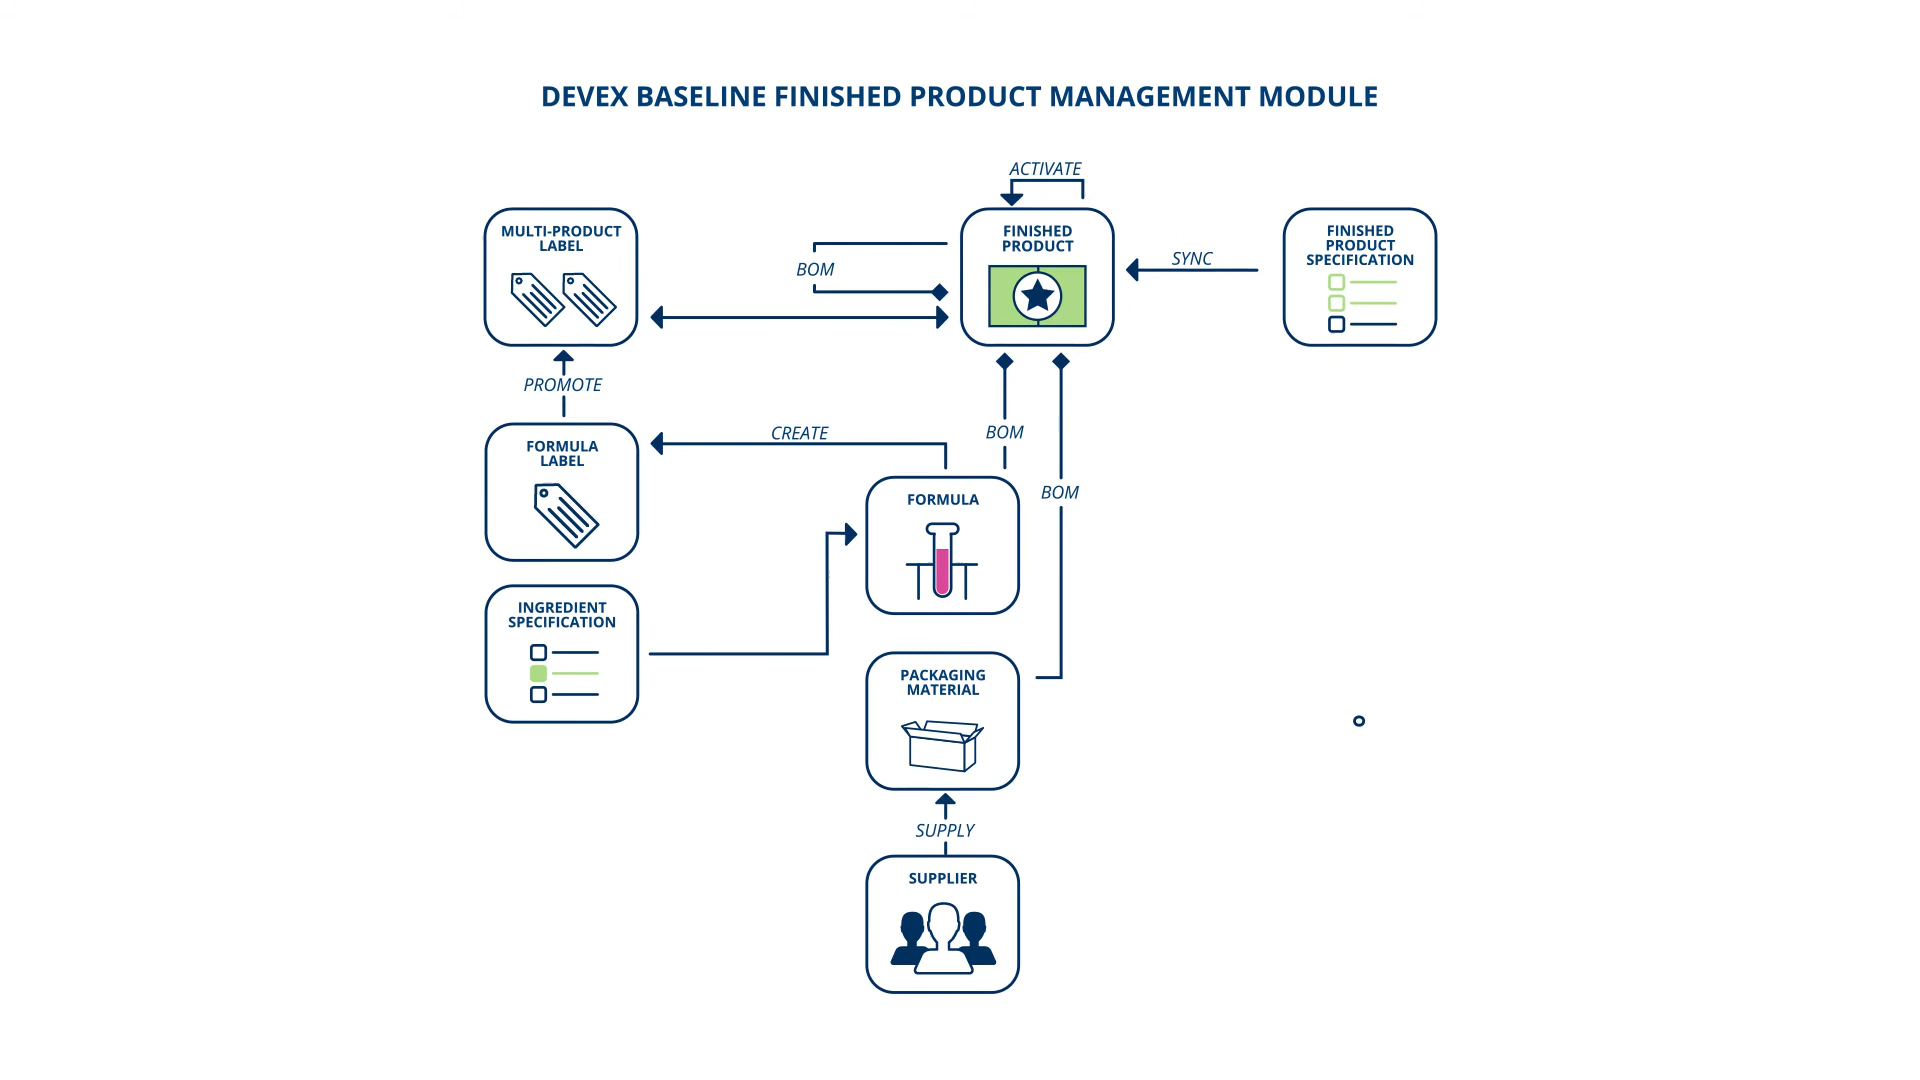 DEVEX BASELINE FINISHED PRODUCT MANAGEMENT MODULE
ACTIVATE
MULTI-PRODUCT
LABEL
BOM
FINISHED
PRODUCT
SYNC
FINISHED
PRODUCT
SPECIFICATION
PROMOTE
FORMULA
LABEL
CREATE
BOM
BOM
FORMULA
INGREDIENT
SPECIFICATION
PACKAGING
MATERIAL
SUPPLY
SUPPLIER